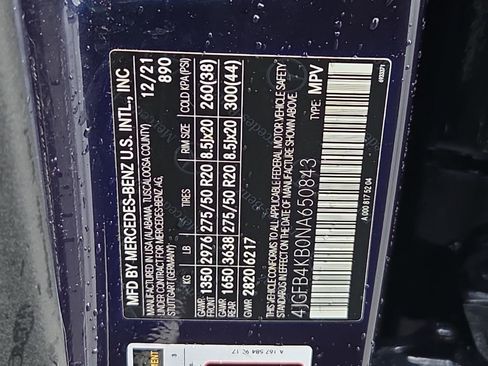 MFD BY MERCEDES-BENZ U.S. INTL., INC
MANUFACTURED IN USA (ALABAMA, TUSCALOOSA COUNTY)
UNDER CONTRACT FOR MERCEDES-BENZ AG,
STUTTGART GERMANY
12/21
890
KG LB TIRES RIM SIZE COLD KPA(PSI)
GAWR FRONT 1350 2976 275/50 R20 8.5Jx20 260(38)
GAWR REAR 1650 3638 275/50 R20 8.5Jx20 300(44)
GWR 2820 6217
THIS VEHICLE CONFORMS TO ALL APPLICABLE FEDERAL MOTOR VEHICLE SAFETY
STANDARDS IN EFFECT ON THE DATE OF MANUFACTURE SHOWN ABOVE
4JGFB4KB0NA650843 TYPE: MPV
A 000 817 52 04
A 167 584 92 17
3